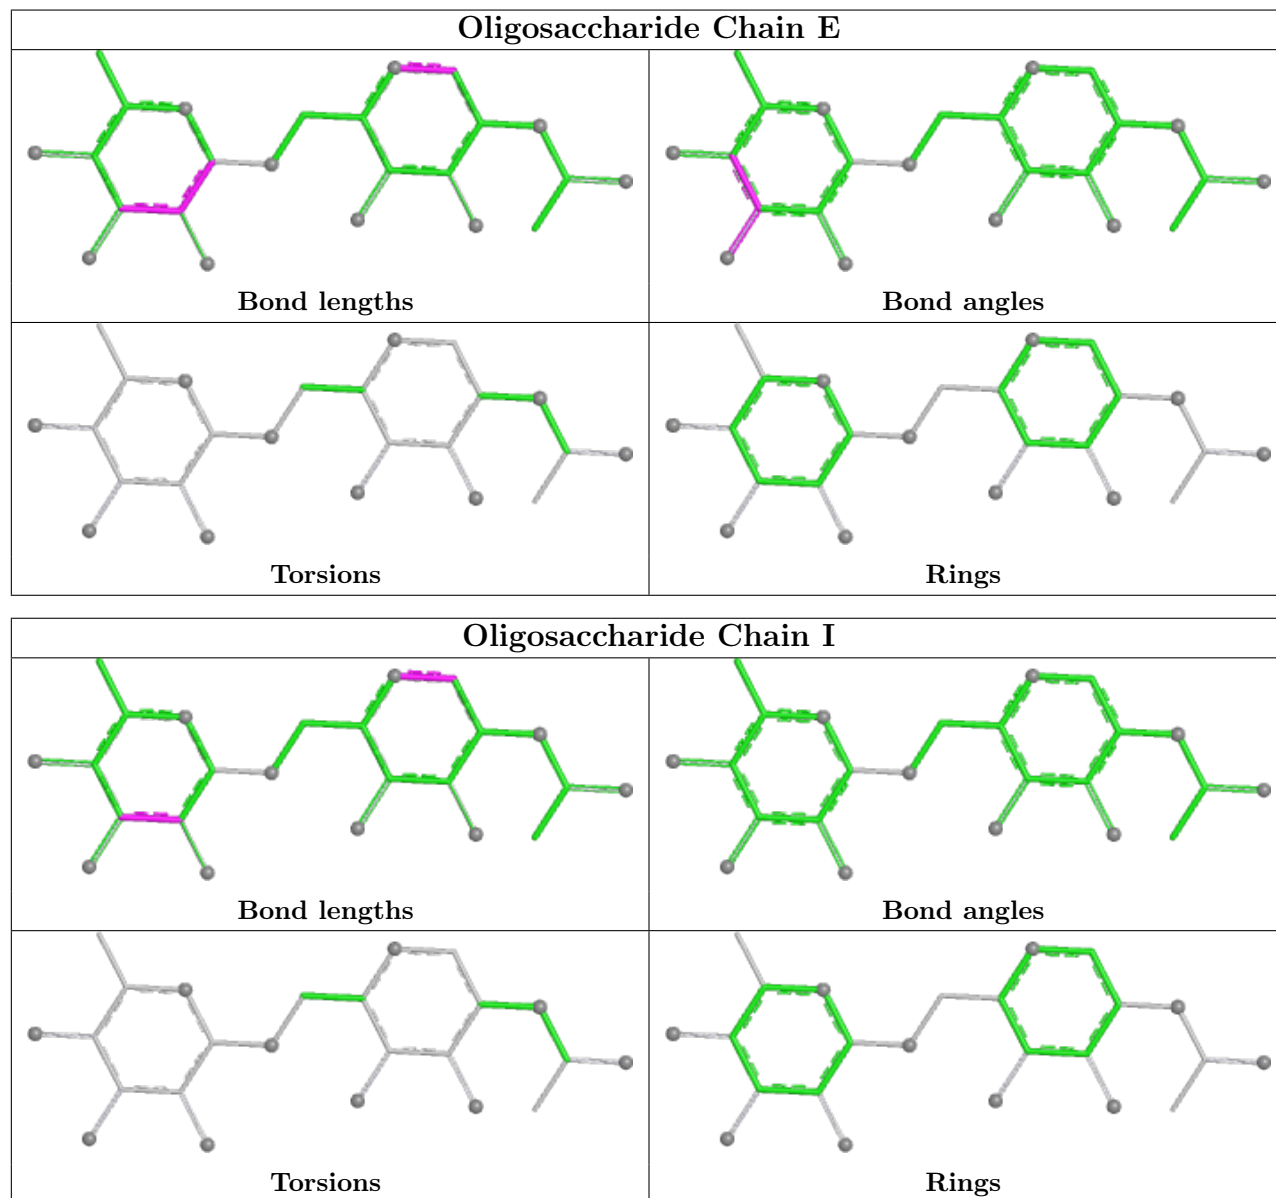 Oligosaccharide Chain E
Bond lengths
Bond angles
Torsions
Rings
Oligosaccharide Chain I
Bond lengths
Bond angles
Torsions
Rings